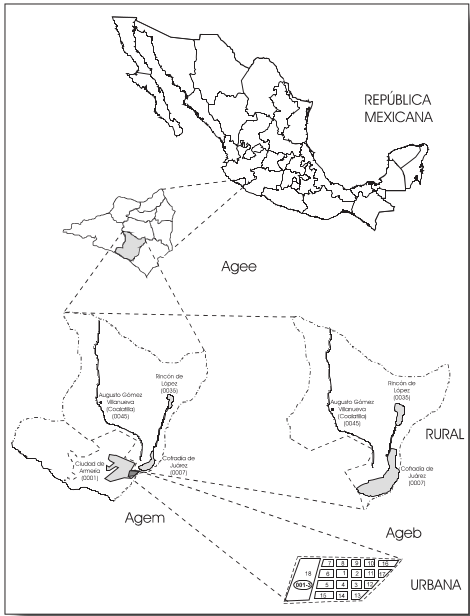 REPÚBLICA
MEXICANA
Agee
Rincón de
López
(0035)
Augusto Gómez
Villanueva
(Coalatilla)
(0045)
Ciudad de
Armería
(0001)
Cofradía de
Juárez
(0007)
Agem
Rincón de
López
(0035)
Augusto Gómez
Villanueva
(Coalatilla)
(0045)
RURAL
Cofradía de
Juárez
(0007)
Ageb
7 8 9 10 16
18 6 1 2 11 17
001-3 5 4 3 12
15 14 13
URBANA